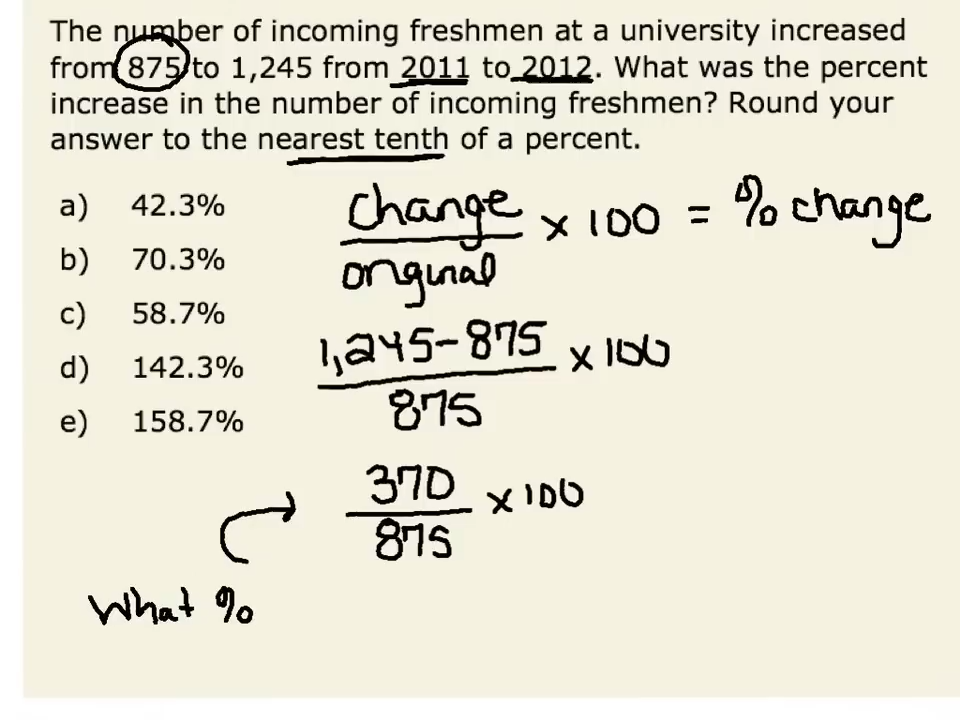 The number of incoming freshmen at a university increased
from 875 to 1,245 from 2011 to 2012. What was the percent
increase in the number of incoming freshmen? Round your
answer to the nearest tenth of a percent.
a) 42.3%
b) 70.3%
c) 58.7%
d) 142.3%
e) 158.7%
change
original
× 100 = % change
1,245-875
875
× 100
370
875
× 100
What %